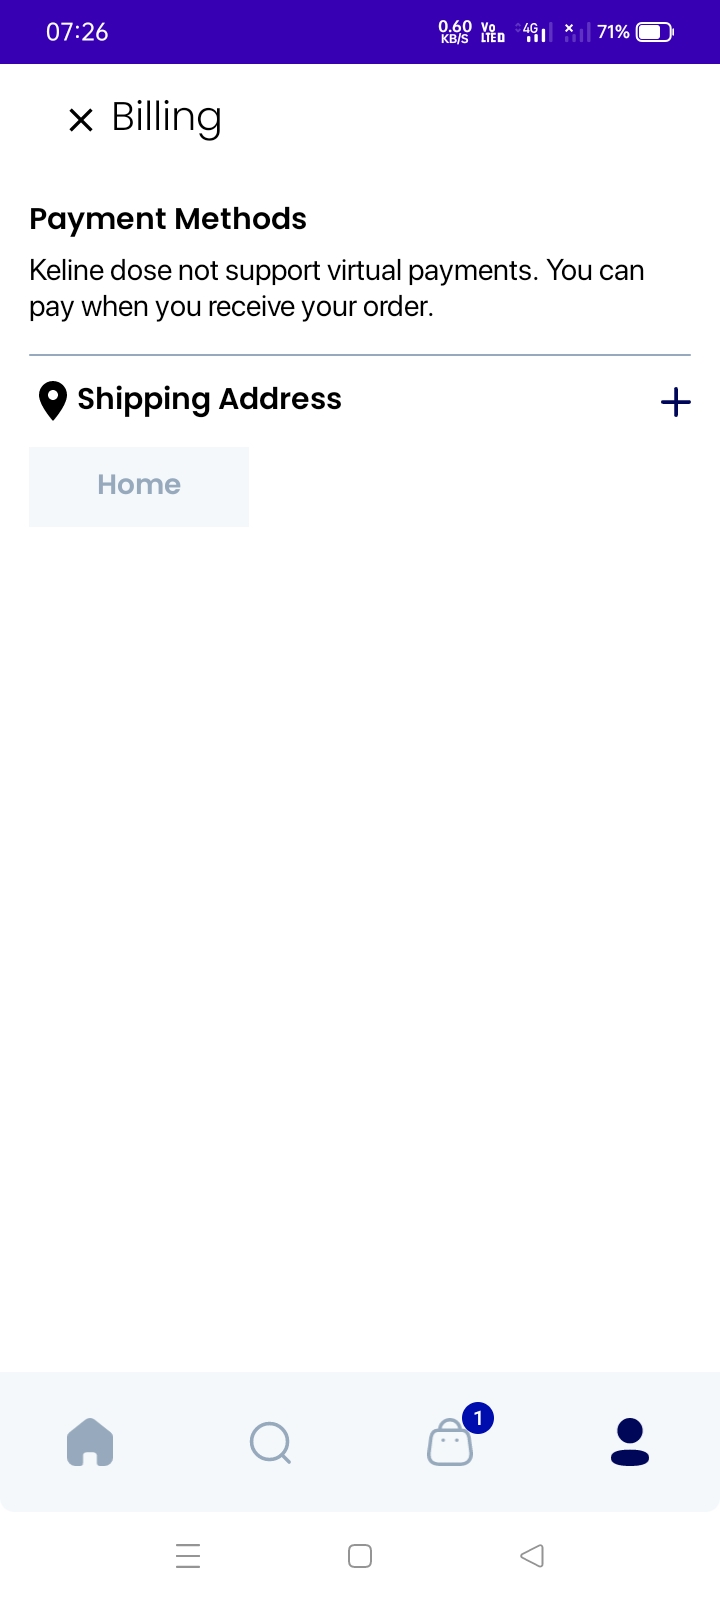 07:26
0.60 KB/S Vo LTE D 4G 71%
Billing
Payment Methods
Keline dose not support virtual payments. You can
pay when you receive your order.
Shipping Address
Home
1